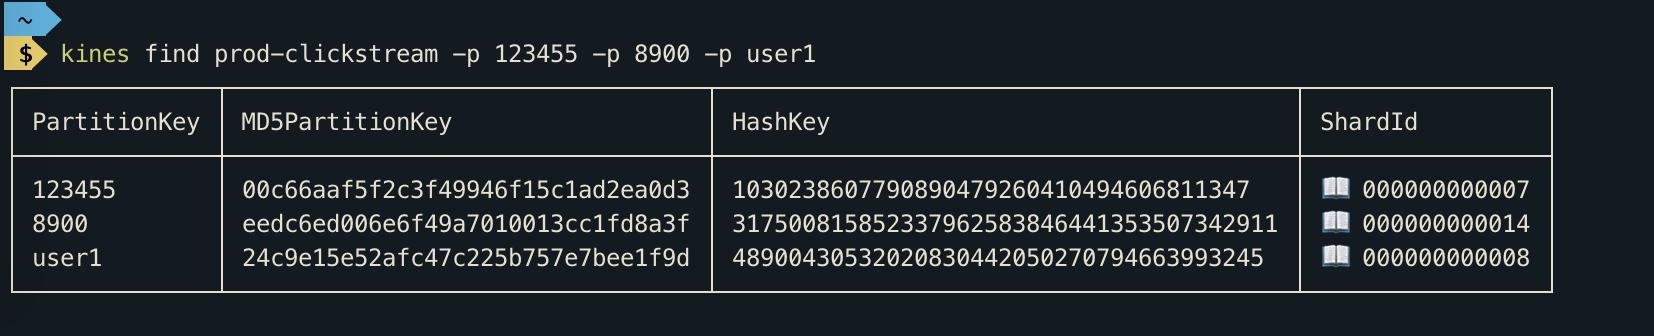 ~
$ kines find prod-clickstream -p 123455 -p 8900 -p user1
PartitionKey MD5PartitionKey HashKey ShardId
123455 00c66aaf5f2c3f49946f15c1ad2ea0d3 1030238607790890479260410494606811347 📖 000000000007
8900 eedc6ed006e6f49a7010013cc1fd8a3f 317500815852337962583846441353507342911 📖 000000000014
user1 24c9e15e52afc47c225b757e7bee1f9d 48900430532020830442050270794663993245 📖 000000000008